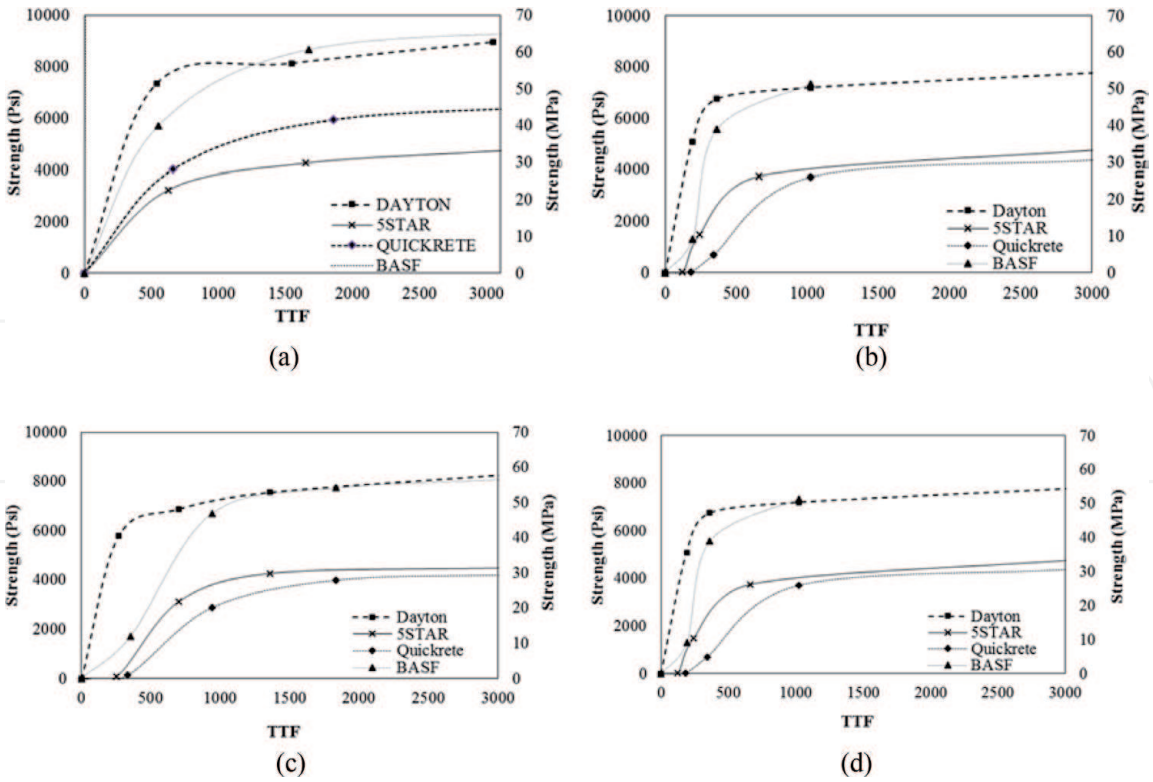 10000
8000
6000
4000
2000
0
Strength (Psi)
70
60
50
40
30
20
10
0
Strength (MPa)
DAYTON
5STAR
QUICKRETE
BASF
0 500 1000 1500 2000 2500 3000
TTF
(a)
10000
8000
6000
4000
2000
0
Strength (Psi)
70
60
50
40
30
20
10
0
Strength (MPa)
Dayton
5STAR
Quickrete
BASF
0 500 1000 1500 2000 2500 3000
TTF
(b)
10000
8000
6000
4000
2000
0
Strength (Psi)
70
60
50
40
30
20
10
0
Strength (MPa)
Dayton
5STAR
Quickrete
BASF
0 500 1000 1500 2000 2500 3000
TTF
(c)
10000
8000
6000
4000
2000
0
Strength (Psi)
70
60
50
40
30
20
10
0
Strength (MPa)
Dayton
5STAR
Quickrete
BASF
0 500 1000 1500 2000 2500 3000
TTF
(d)